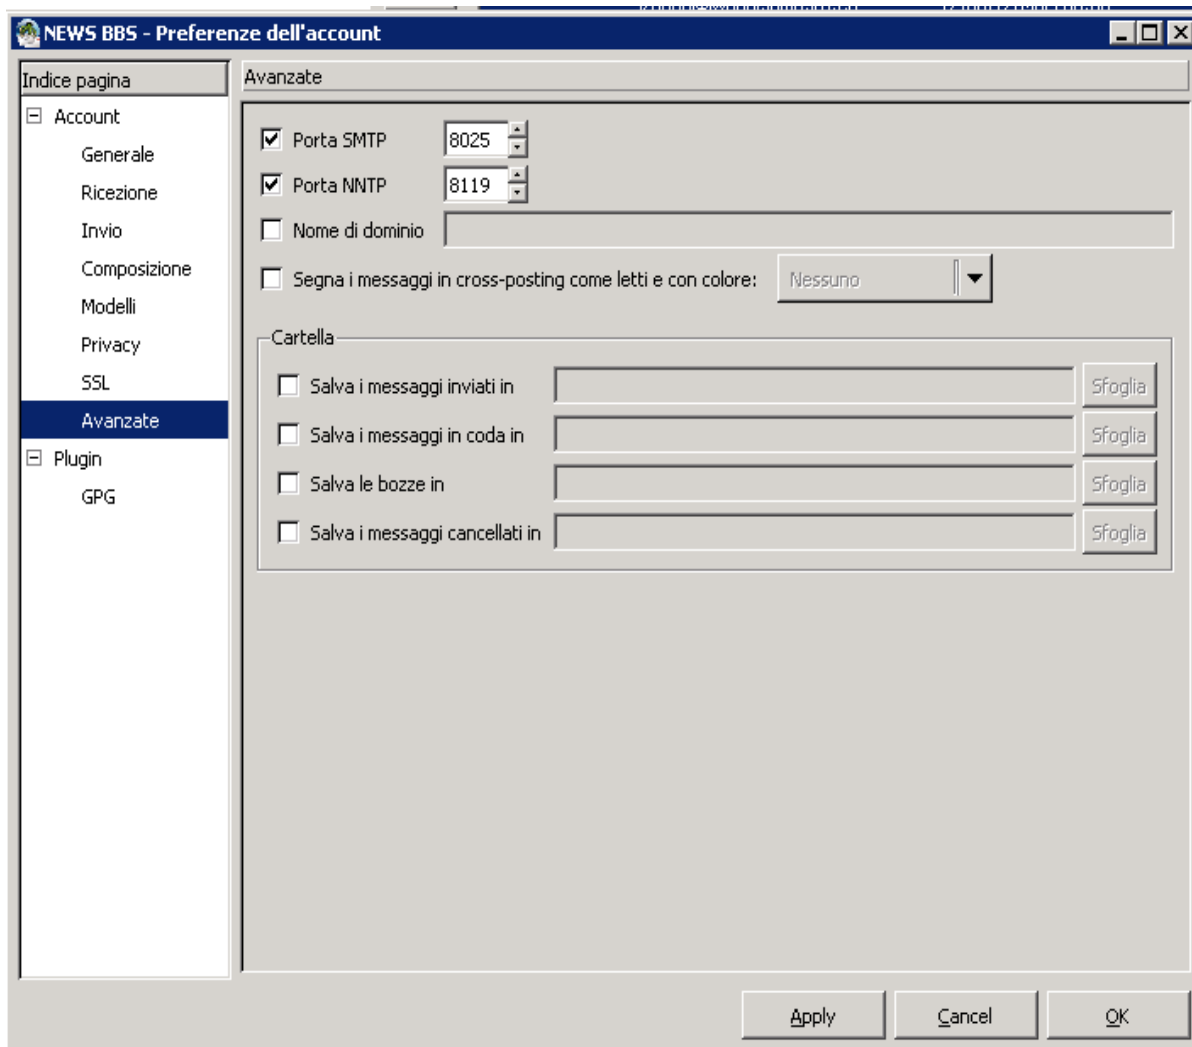 NEWS BBS - Preferenze dell'account
Indice pagina
Account
Generale
Ricezione
Invio
Composizione
Modelli
Privacy
SSL
Avanzate
Plugin
GPG
Avanzate
Porta SMTP 8025
Porta NNTP 8119
Nome di dominio
Segna i messaggi in cross-posting come letti e con colore: Nessuno
Cartella
Salva i messaggi inviati in Sfoglia
Salva i messaggi in coda in Sfoglia
Salva le bozze in Sfoglia
Salva i messaggi cancellati in Sfoglia
Apply Cancel OK